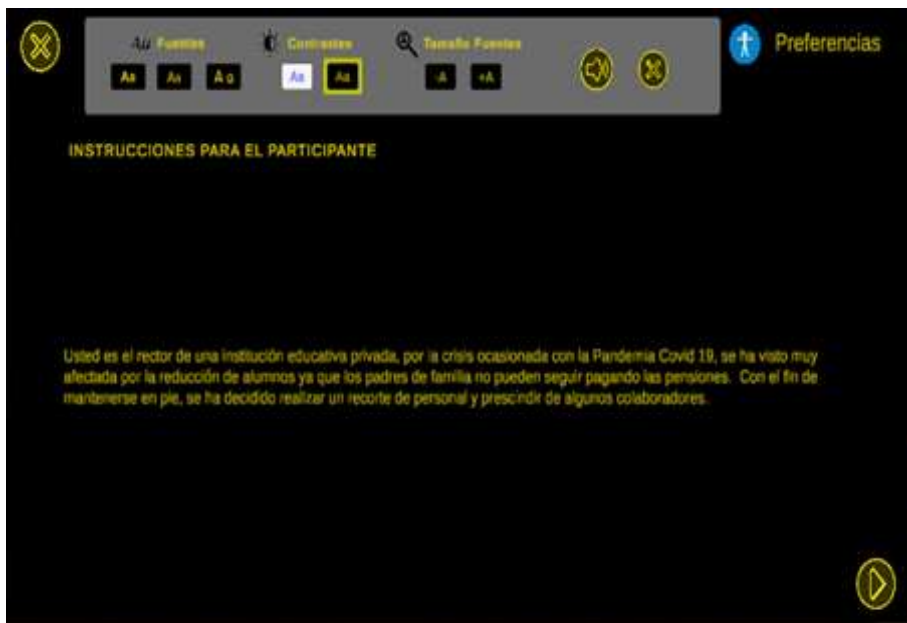 Aa Fuentes Contrastes Tamaño Fuentes Preferencias
Aa Aa Aa Aa Aa -A +A
INSTRUCCIONES PARA EL PARTICIPANTE
Usted es el rector de una institución educativa privada, por la crisis ocasionada con la Pandemia Covid 19, se ha visto muy
afectada por la reducción de alumnos ya que los padres de familia no pueden seguir pagando las pensiones. Con el fin de
mantenerse en pie, se ha decidido realizar un recorte de personal y prescindir de algunos colaboradores.